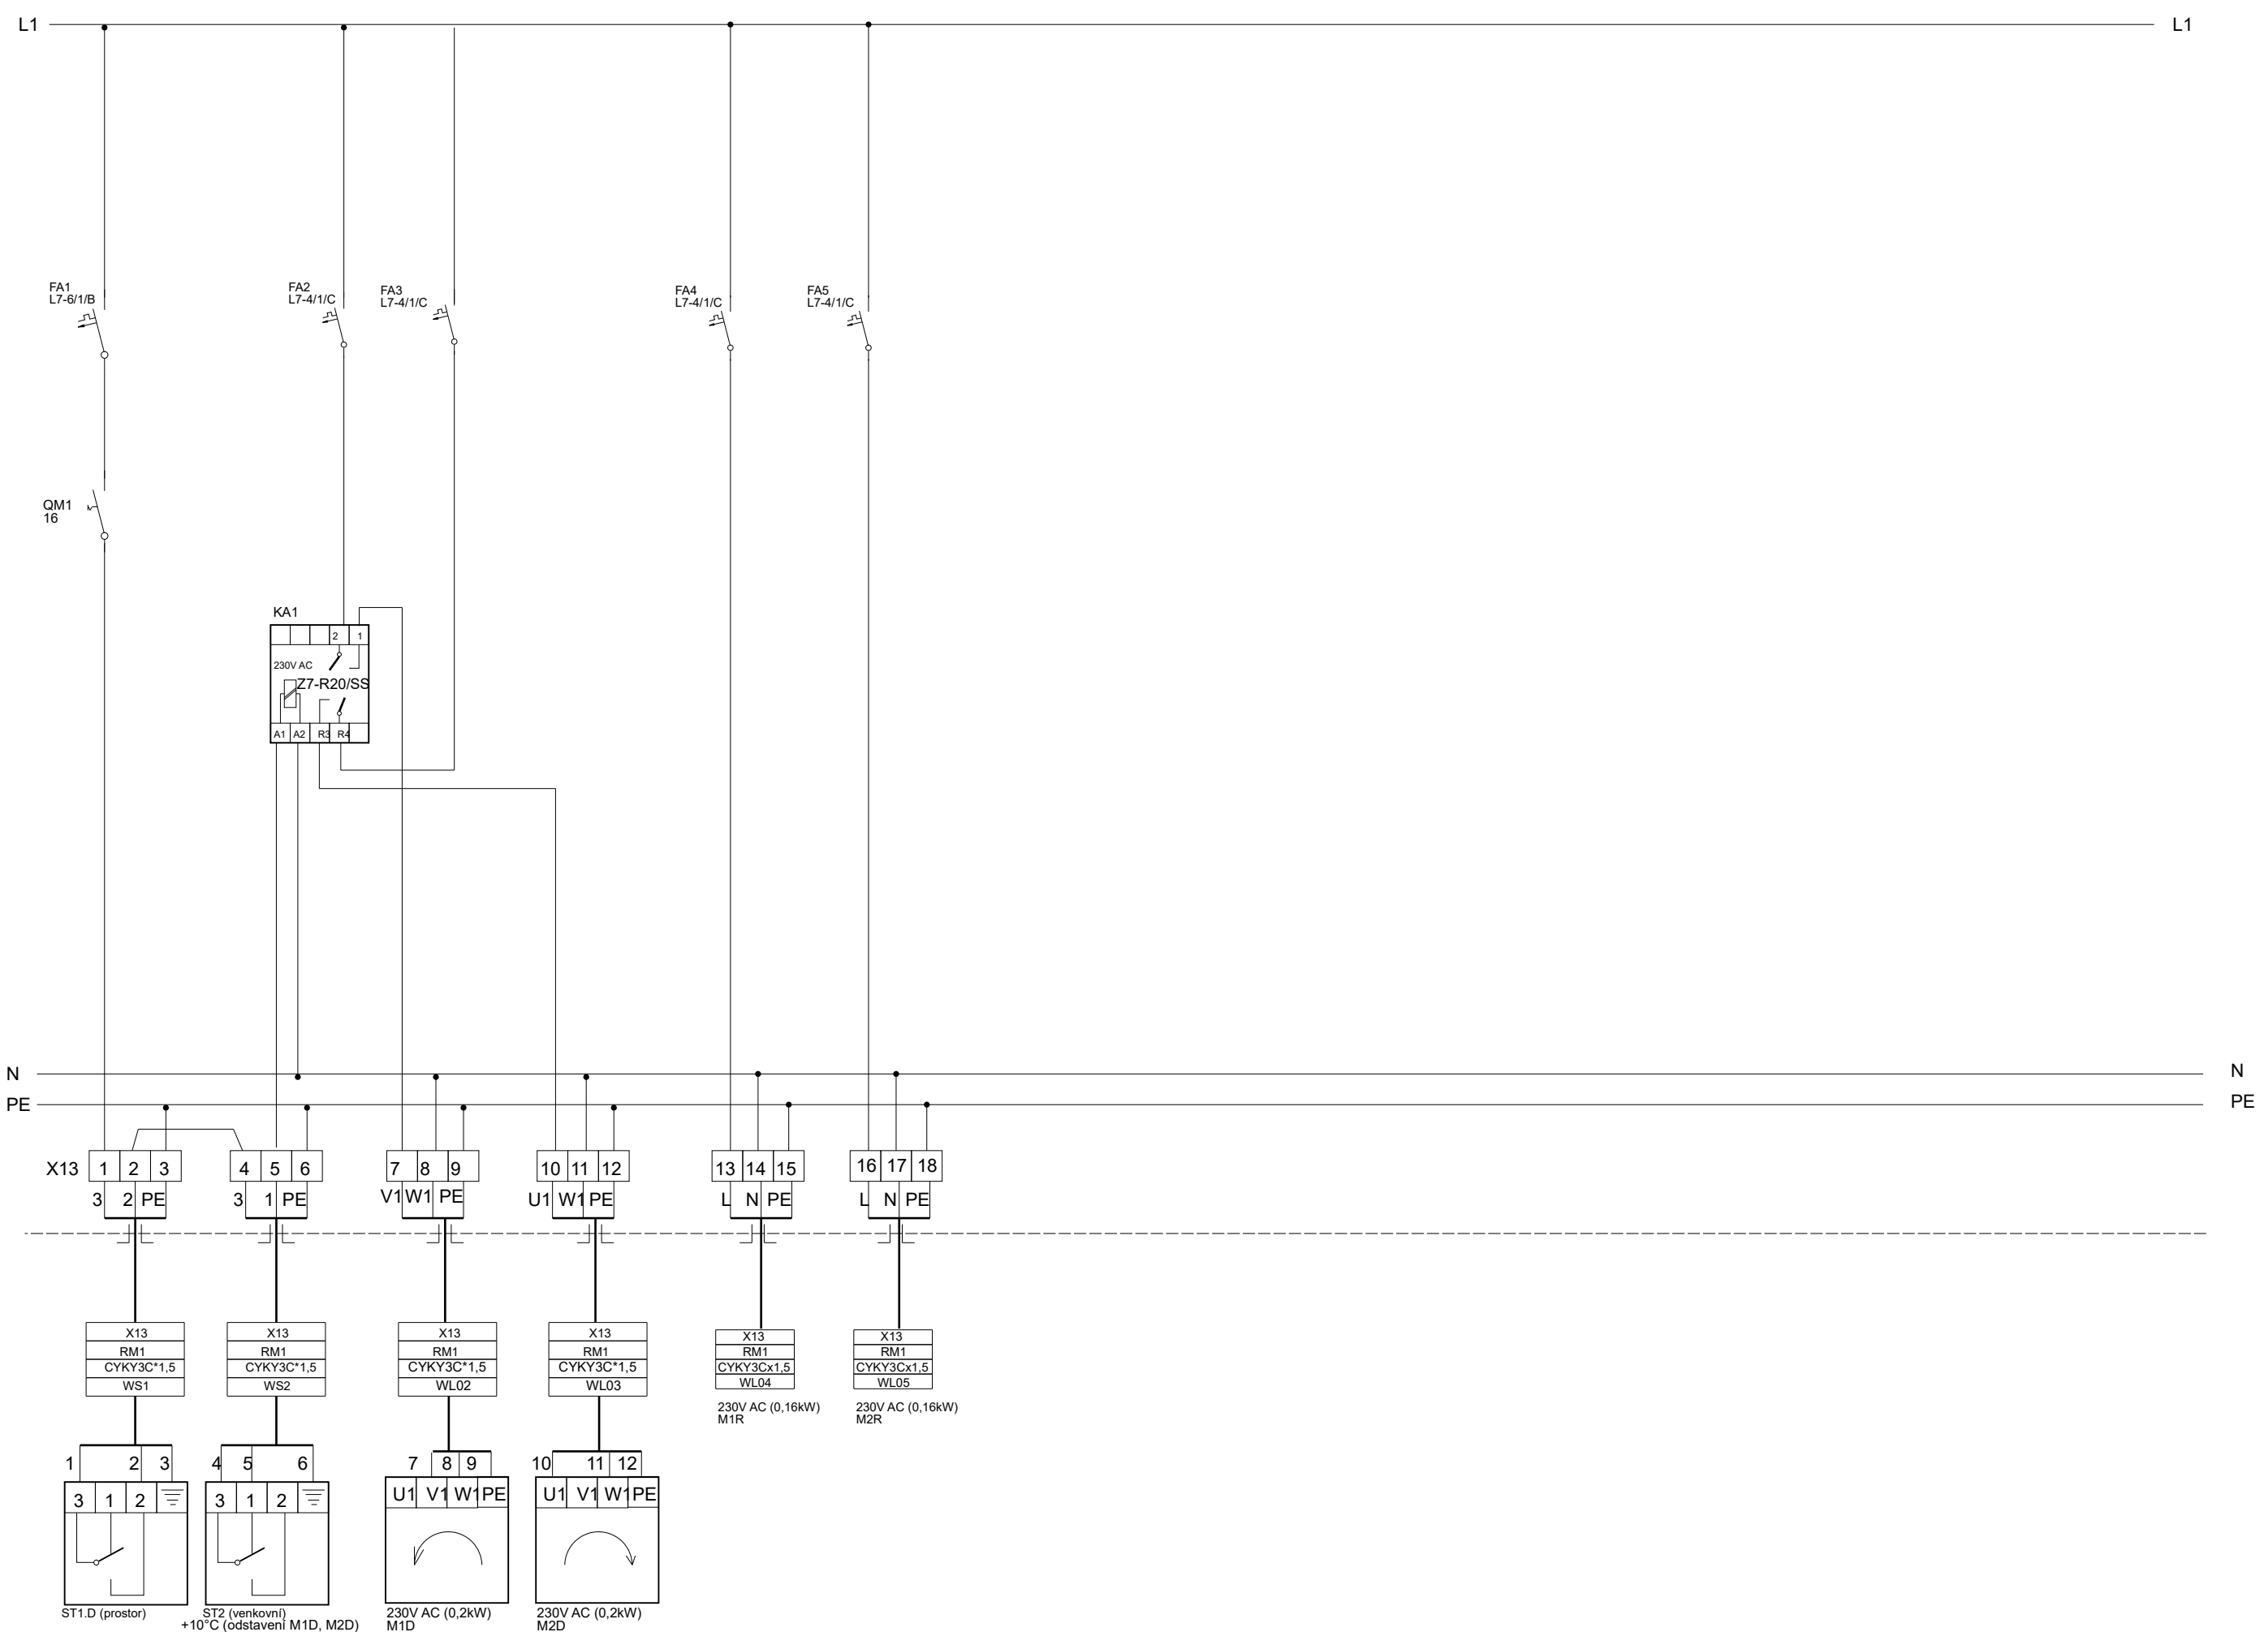 L1 L1
FA1
L7-6/1/B
FA2
L7-4/1/C
FA3
L7-4/1/C
FA4
L7-4/1/C
FA5
L7-4/1/C
QM1
16
KA1
2 1
230V AC
Z7-R20/SS
A1 A2 R3 R4
N N
PE PE
X13 1 2 3 4 5 6 7 8 9 10 11 12 13 14 15 16 17 18
3 2 PE 3 1 PE V1 W1 PE U1 W1 PE L N PE L N PE
X13
RM1
CYKY3C*1,5
WS1
X13
RM1
CYKY3C*1,5
WS2
X13
RM1
CYKY3C*1,5
WL02
X13
RM1
CYKY3C*1,5
WL03
X13
RM1
CYKY3Cx1,5
WL04
230V AC (0,16kW)
M1R
X13
RM1
CYKY3Cx1,5
WL05
230V AC (0,16kW)
M2R
1 2 3 4 5 6 7 8 9 10 11 12
3 1 2 3 1 2 U1 V1 W1 PE U1 V1 W1 PE
ST1.D (prostor)
ST2 (venkovní)
+10°C (odstavení M1D, M2D)
230V AC (0,2kW)
M1D
230V AC (0,2kW)
M2D